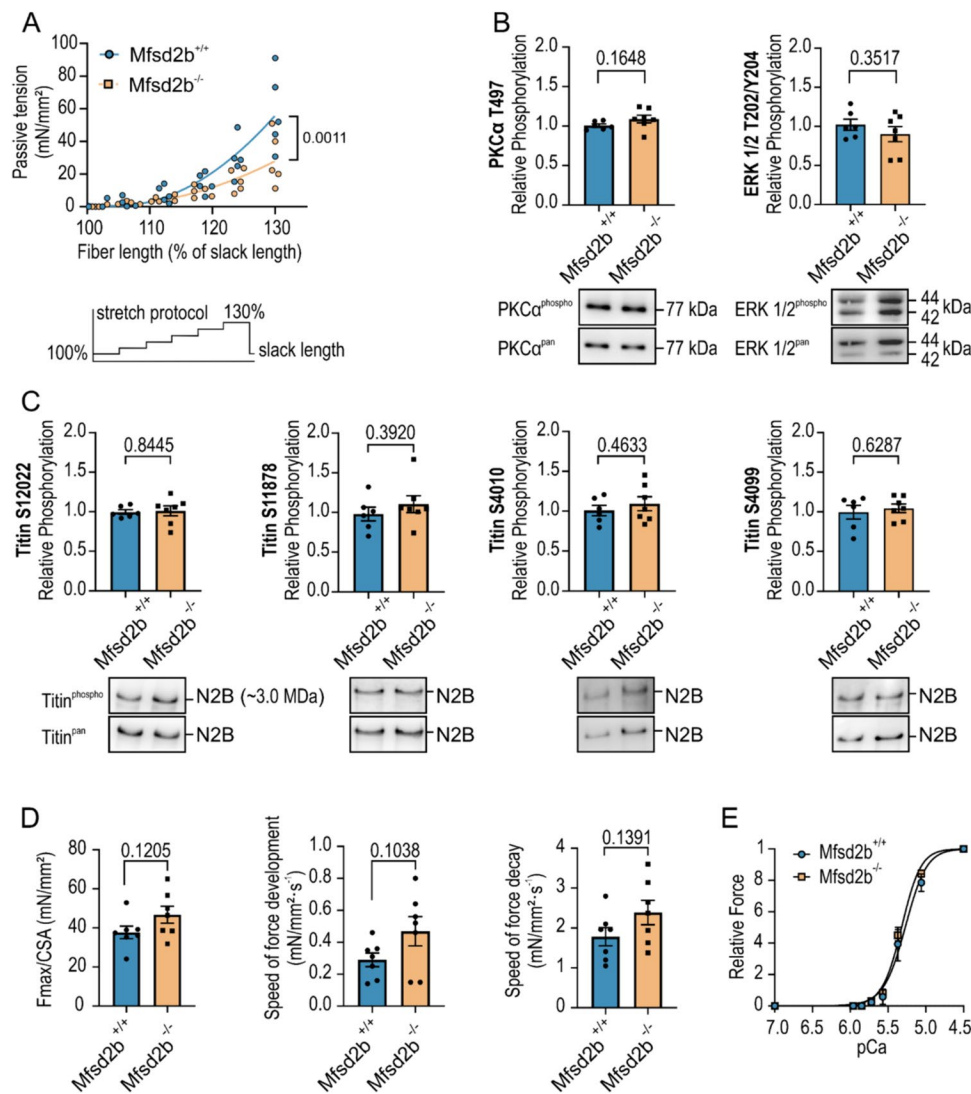 A
100
80
60
40
20
0
Passive tension
(mN/mm²)
Mfsd2b+/+
Mfsd2b-/-
0.0011
100 110 120 130
Fiber length (% of slack length)
stretch protocol 130%
100% slack length
B
PKCα T497
Relative Phosphorylation
2.0
1.5
1.0
0.5
0.0
0.1648
Mfsd2b+/+
Mfsd2b-/-
PKCαphospho 77 kDa
PKCαpan 77 kDa
ERK 1/2 T202/Y204
Relative Phosphorylation
2.0
1.5
1.0
0.5
0.0
0.3517
Mfsd2b+/+
Mfsd2b-/-
ERK 1/2phospho 44
42
ERK 1/2pan 44
42
kDa
C
Titin S12022
Relative Phosphorylation
2.0
1.5
1.0
0.5
0.0
0.8445
Mfsd2b+/+
Mfsd2b-/-
Titinphospho N2B (~3.0 MDa)
Titinpan N2B
Titin S11878
Relative Phosphorylation
2.0
1.5
1.0
0.5
0.0
0.3920
Mfsd2b+/+
Mfsd2b-/-
N2B
N2B
Titin S4010
Relative Phosphorylation
2.0
1.5
1.0
0.5
0.0
0.4633
Mfsd2b+/+
Mfsd2b-/-
N2B
N2B
Titin S4099
Relative Phosphorylation
2.0
1.5
1.0
0.5
0.0
0.6287
Mfsd2b+/+
Mfsd2b-/-
N2B
N2B
D
Fmax/CSA (mN/mm²)
80
60
40
20
0
0.1205
Mfsd2b+/+
Mfsd2b-/-
Speed of force development
(mN/mm²·s-1)
1.0
0.8
0.6
0.4
0.2
0.0
0.1038
Mfsd2b+/+
Mfsd2b-/-
Speed of force decay
(mN/mm²·s-1)
5
4
3
2
1
0
0.1391
Mfsd2b+/+
Mfsd2b-/-
E
Relative Force
1
8
6
4
2
0
Mfsd2b+/+
Mfsd2b-/-
7.0 6.5 6.0 5.5 5.0 4.5
pCa